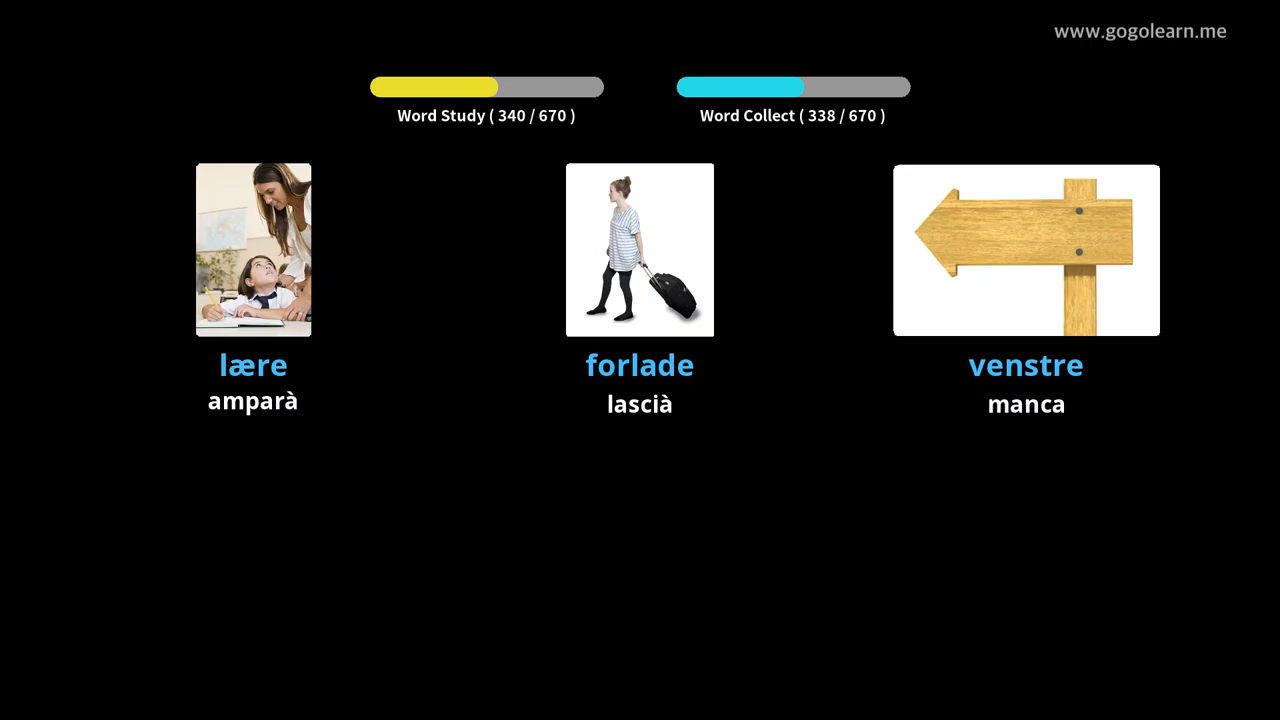 www.gogolearn.me
Word Study ( 340 / 670 )
Word Collect ( 338 / 670 )
lære
forlade
venstre
amparà
lascià
manca